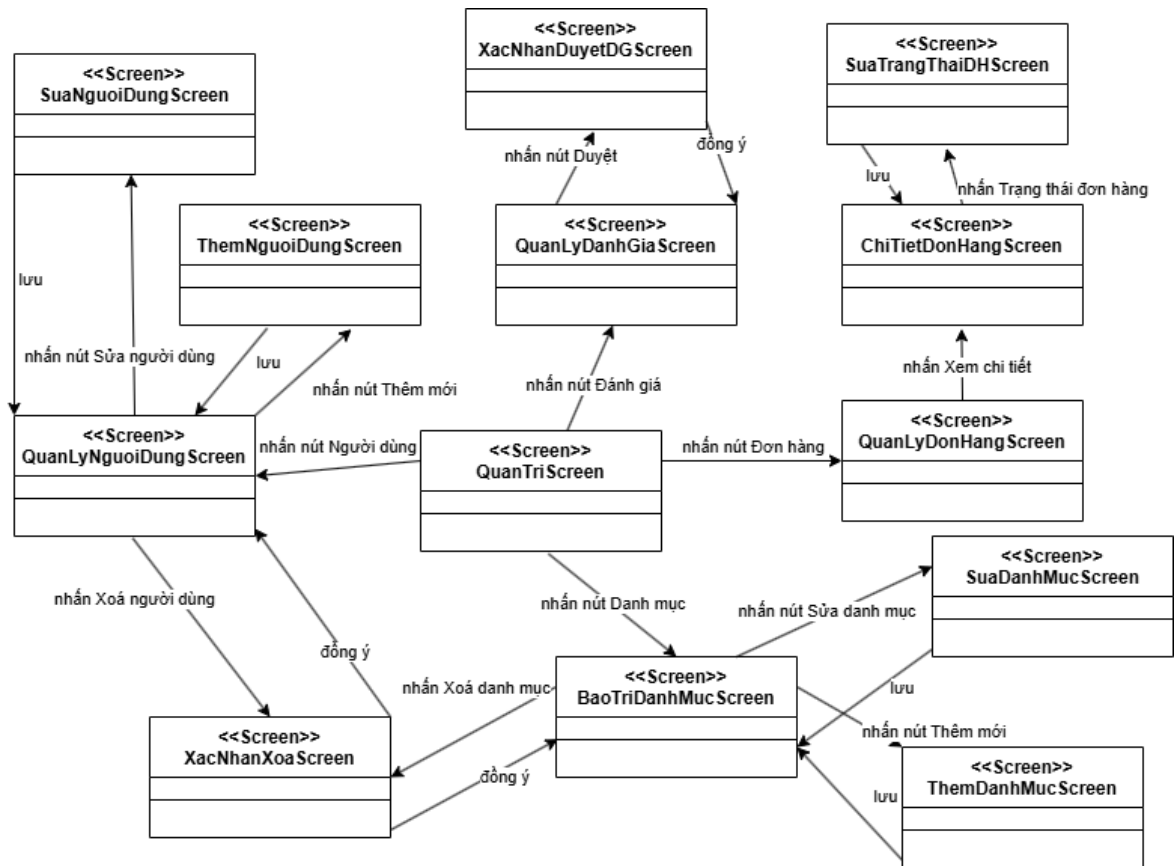 <<Screen>>
XacNhanDuyetDGScreen
<<Screen>>
SuaNguoiDungScreen
<<Screen>>
SuaTrangThaiDHScreen
nhấn nút Duyệt
đồng ý
lưu
nhấn Trạng thái đơn hàng
<<Screen>>
ThemNguoiDungScreen
<<Screen>>
QuanLyDanhGiaScreen
<<Screen>>
ChiTietDonHangScreen
lưu
nhấn nút Sửa người dùng
lưu
nhấn nút Thêm mới
nhấn nút Đánh giá
nhấn Xem chi tiết
<<Screen>>
QuanLyNguoiDungScreen
nhấn nút Người dùng
<<Screen>>
QuanTriScreen
nhấn nút Đơn hàng
<<Screen>>
QuanLyDonHangScreen
nhấn Xoá người dùng
nhấn nút Danh mục
nhấn nút Sửa danh mục
<<Screen>>
SuaDanhMucScreen
đồng ý
nhấn Xoá danh mục
<<Screen>>
BaoTriDanhMucScreen
lưu
nhấn nút Thêm mới
<<Screen>>
XacNhanXoaScreen
đồng ý
lưu
<<Screen>>
ThemDanhMucScreen